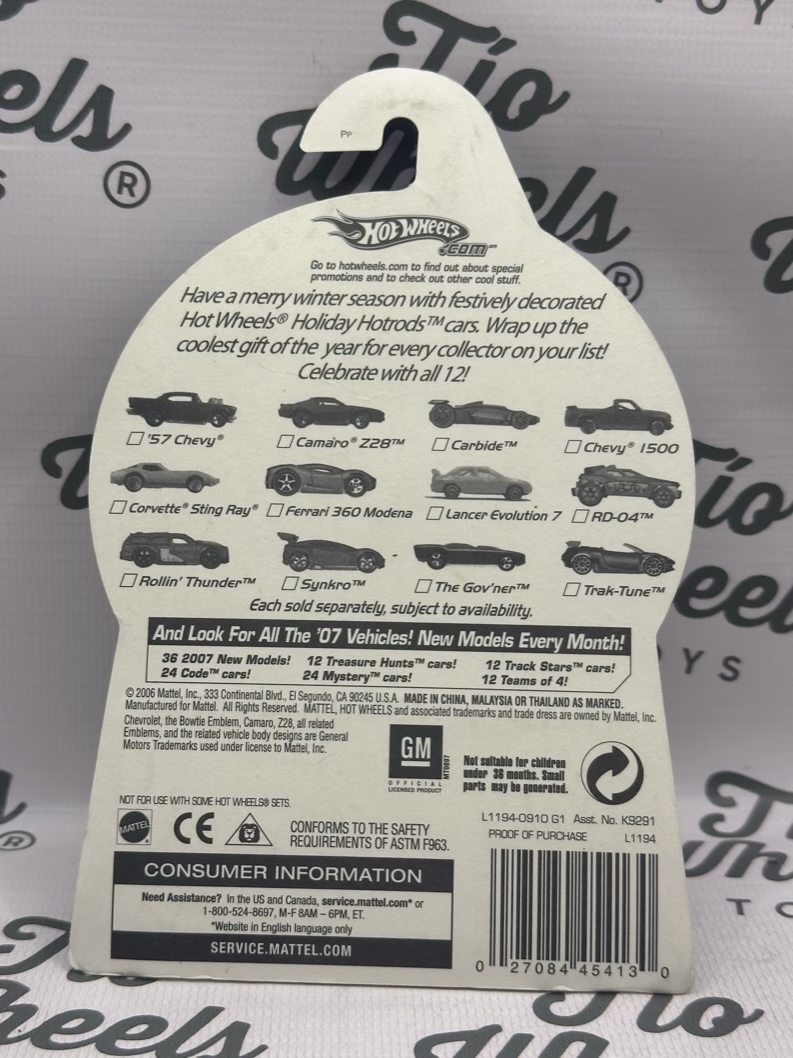 Tío
Wheels
®
eels
®
Pp
HOT WHEELS
.COM™
Go to hotwheels.com to find out about special
promotions and to check out other cool stuff.
Have a merry winter season with festively decorated
Hot Wheels® Holiday Hotrods™ cars. Wrap up the
coolest gift of the year for every collector on your list!
Celebrate with all 12!
'57 Chevy® Camaro® Z28™ Carbide™ Chevy® 1500
Corvette® Sting Ray® Ferrari 360 Modena Lancer Evolution 7 RD-04™
Rollin' Thunder™ Synkro™ The Gov'ner™ Trak-Tune™
Each sold separately, subject to availability.
And Look For All The '07 Vehicles! New Models Every Month!
36 2007 New Models! 12 Treasure Hunts™ cars! 12 Track Stars™ cars!
24 Code™ cars! 24 Mystery™ cars! 12 Teams of 4!
© 2006 Mattel, Inc., 333 Continental Blvd., El Segundo, CA 90245 U.S.A. MADE IN CHINA, MALAYSIA OR THAILAND AS MARKED.
Manufactured for Mattel. All Rights Reserved. MATTEL, HOT WHEELS and associated trademarks and trade dress are owned by Mattel, Inc.
Chevrolet, the Bowtie Emblem, Camaro, Z28, all related
Emblems, and the related vehicle body designs are General
Motors Trademarks used under license to Mattel, Inc.
GM
OFFICIAL
LICENSED PRODUCT
MT0897
Not suitable for children
under 36 months. Small
parts may be generated.
NOT FOR USE WITH SOME HOT WHEELS® SETS.
MATTEL
CE
CONFORMS TO THE SAFETY
REQUIREMENTS OF ASTM F963.
L1194-0910 G1 Asst. No. K9291
PROOF OF PURCHASE L1194
CONSUMER INFORMATION
Need Assistance? In the US and Canada, service.mattel.com* or
1-800-524-8697, M-F 8AM – 6PM, ET.
*Website in English language only
SERVICE.MATTEL.COM
0 27084 45413 0